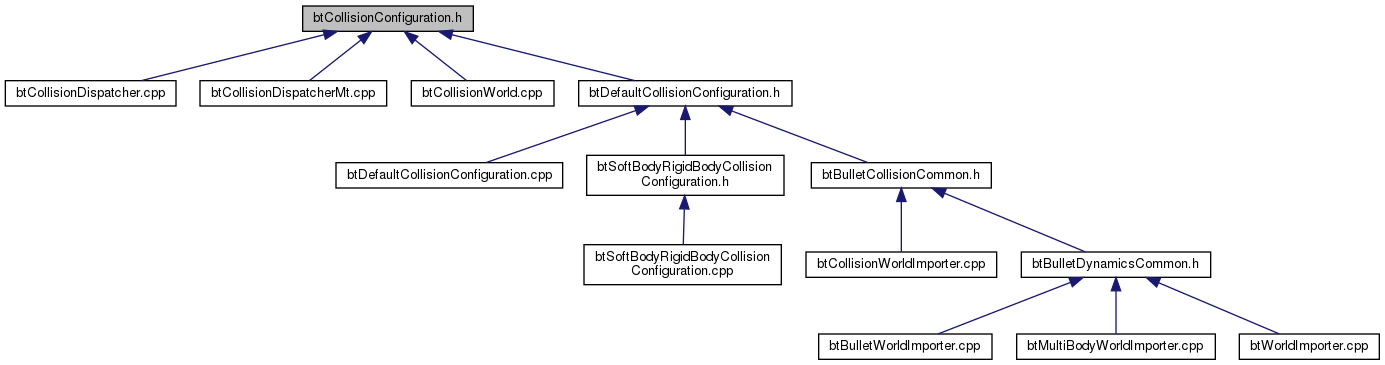 btCollisionConfiguration.h
btCollisionDispatcher.cpp
btCollisionDispatcherMt.cpp
btCollisionWorld.cpp
btDefaultCollisionConfiguration.h
btDefaultCollisionConfiguration.cpp
btSoftBodyRigidBodyCollision
Configuration.h
btBulletCollisionCommon.h
btSoftBodyRigidBodyCollision
Configuration.cpp
btCollisionWorldImporter.cpp
btBulletDynamicsCommon.h
btBulletWorldImporter.cpp
btMultiBodyWorldImporter.cpp
btWorldImporter.cpp